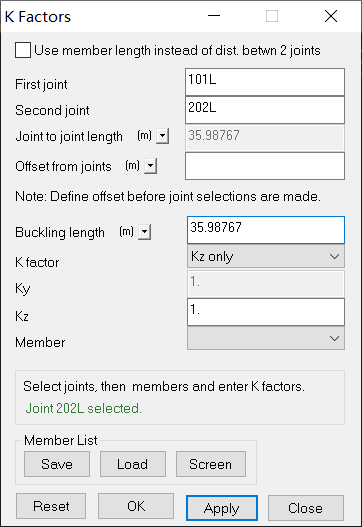 K Factors
Use member length instead of dist. betwn 2 joints
First joint 101L
Second joint 202L
Joint to joint length (m) 35.98767
Offset from joints (m)
Note: Define offset before joint selections are made.
Buckling length (m) 35.98767
K factor Kz only
Ky 1.
Kz 1.
Member
Select joints, then members and enter K factors.
Joint 202L selected.
Member List
Save Load Screen
Reset OK Apply Close